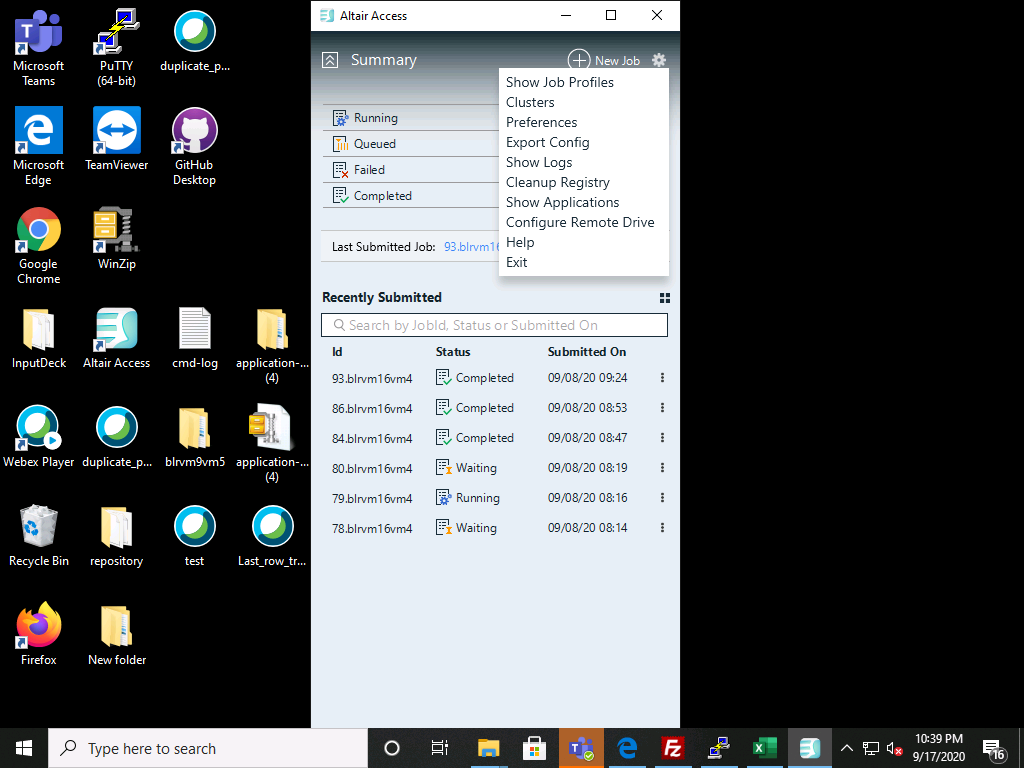 Microsoft
Teams
PuTTY
(64-bit)
duplicate_p...
Microsoft
Edge
TeamViewer
GitHub
Desktop
Google
Chrome
WinZip
InputDeck
Altair Access
cmd-log
application-...
(4)
Webex Player
duplicate_p...
blrvm9vm5
application-...
(4)
Recycle Bin
repository
test
Last_row_tr...
Firefox
New folder
Altair Access
Summary
New Job
Show Job Profiles
Clusters
Preferences
Export Config
Show Logs
Cleanup Registry
Show Applications
Configure Remote Drive
Help
Exit
Running
Queued
Failed
Completed
Last Submitted Job: 93.blrvm16
Recently Submitted
Search by JobId, Status or Submitted On
Id Status Submitted On
93.blrvm16vm4 Completed 09/08/20 09:24
86.blrvm16vm4 Completed 09/08/20 08:53
84.blrvm16vm4 Completed 09/08/20 08:47
80.blrvm16vm4 Waiting 09/08/20 08:19
79.blrvm16vm4 Running 09/08/20 08:16
78.blrvm16vm4 Waiting 09/08/20 08:14
Type here to search
10:39 PM
9/17/2020
16